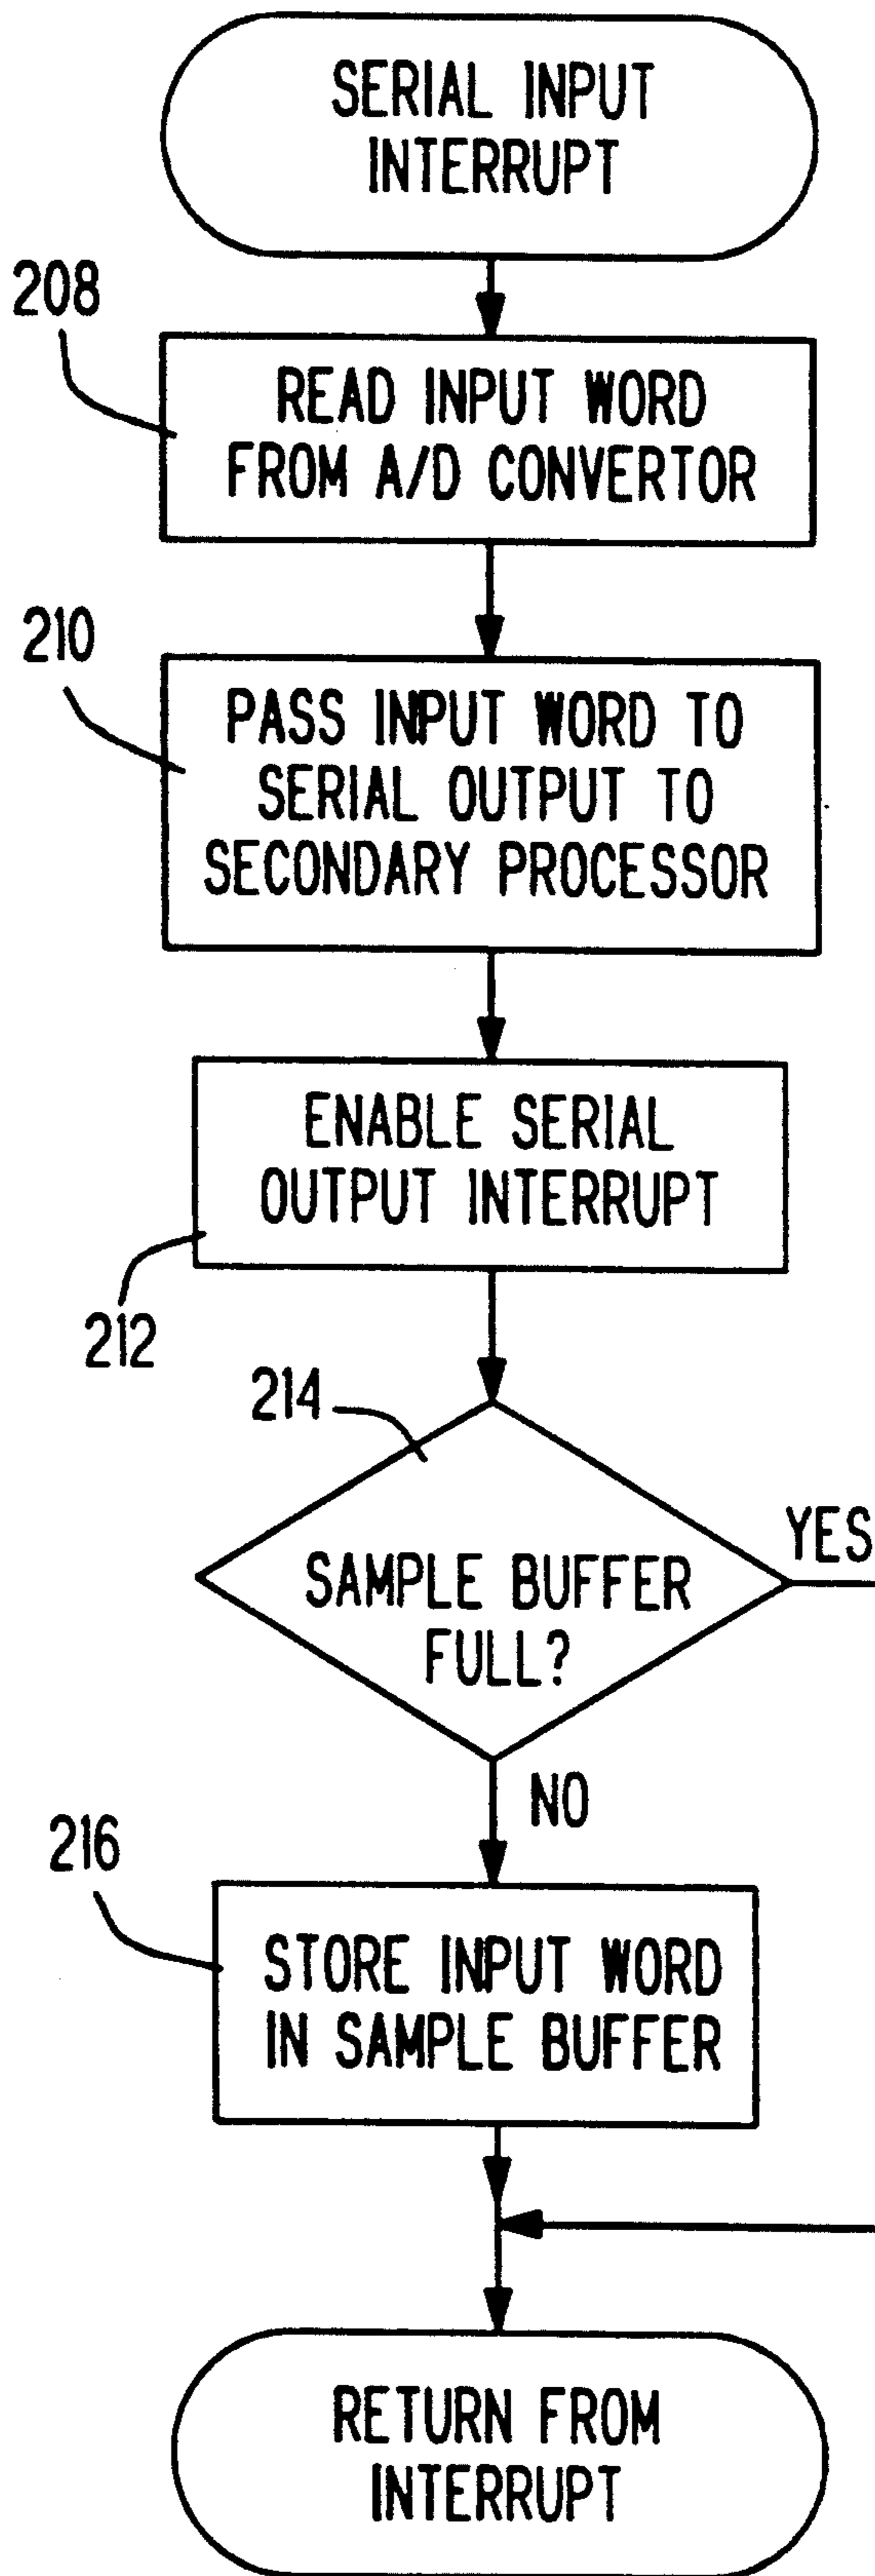 SERIAL INPUT
INTERRUPT
208
READ INPUT WORD
FROM A/D CONVERTOR
210
PASS INPUT WORD TO
SERIAL OUTPUT TO
SECONDARY PROCESSOR
ENABLE SERIAL
OUTPUT INTERRUPT
212
214
YES
SAMPLE BUFFER
FULL?
NO
216
STORE INPUT WORD
IN SAMPLE BUFFER
RETURN FROM
INTERRUPT